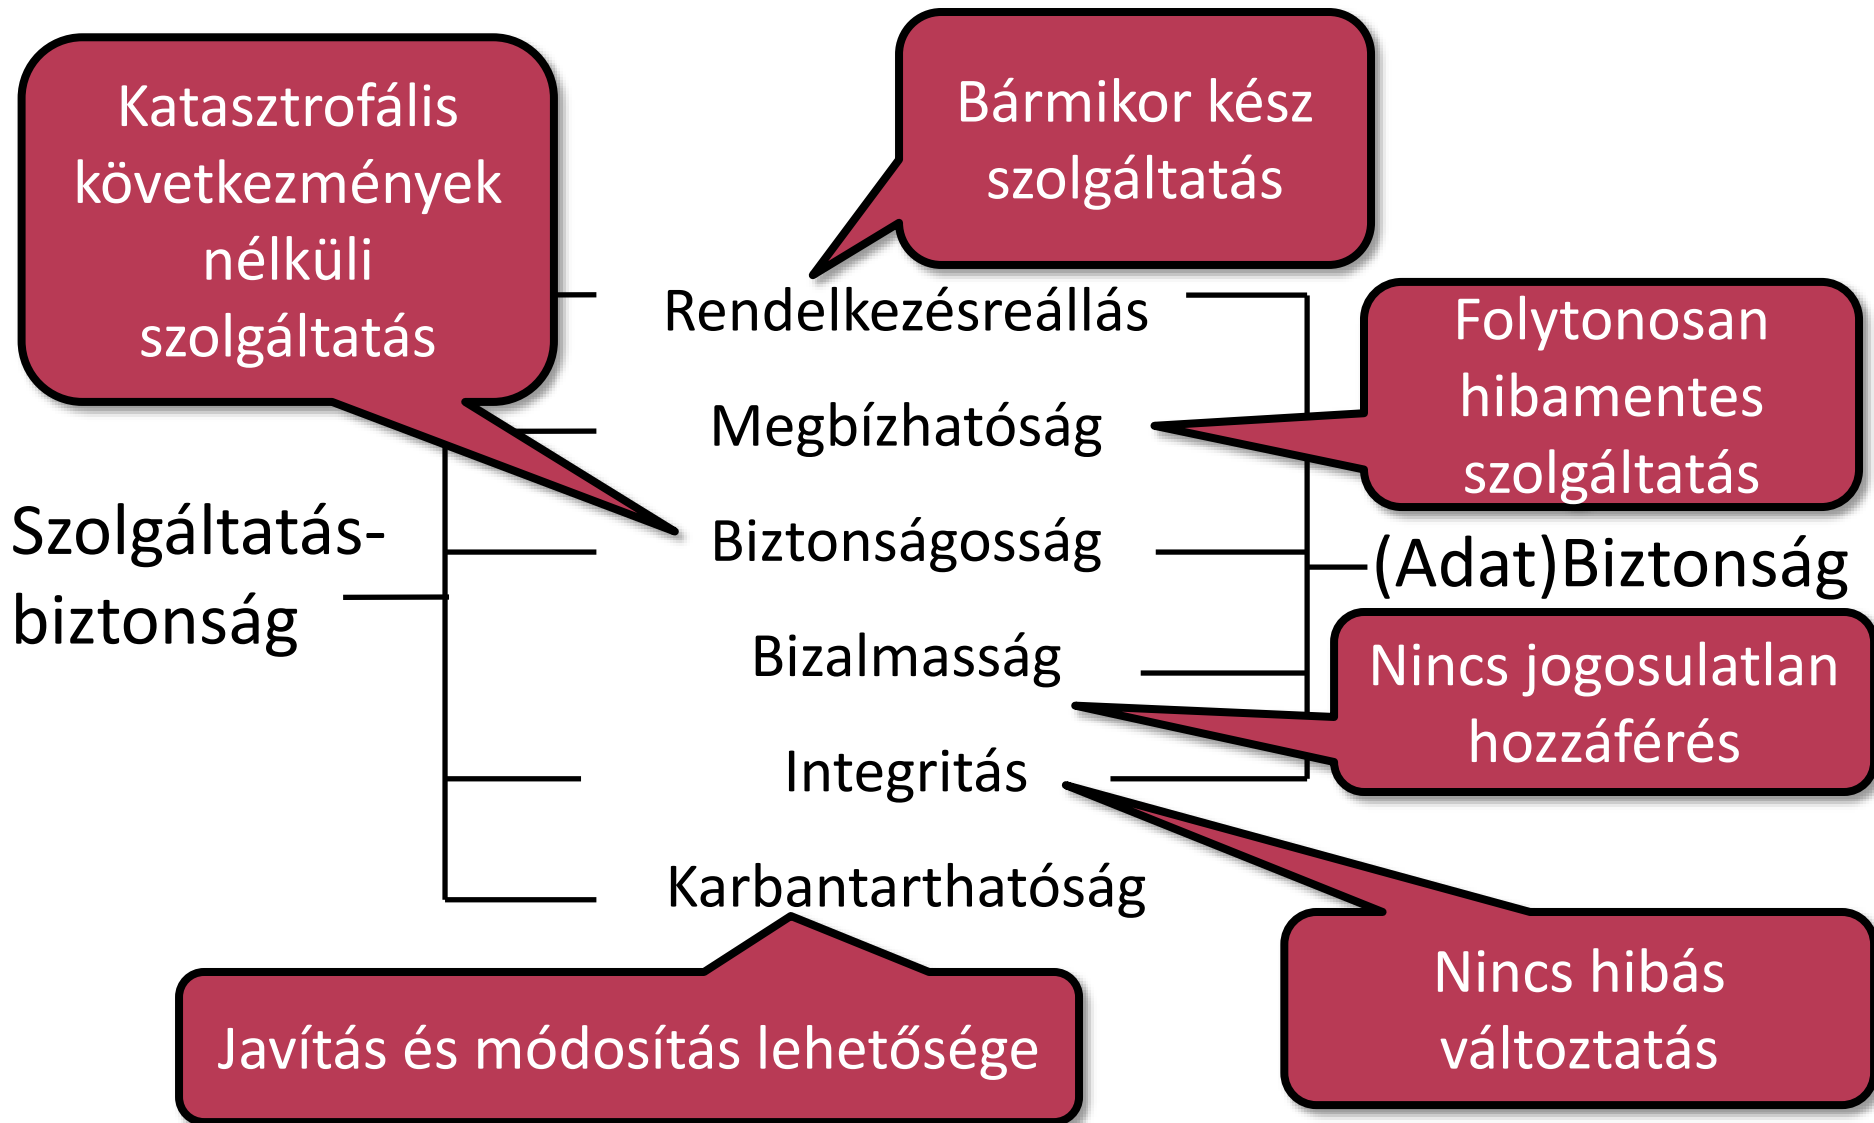 Katasztrofális
következmények
nélküli
szolgáltatás
Bármikor kész
szolgáltatás
Rendelkezésreállás
Folytonosan
hibamentes
szolgáltatás
Megbízhatóság
Szolgáltatás-
biztonság
Biztonságosság
(Adat)Biztonság
Bizalmasság
Nincs jogosulatlan
hozzáférés
Integritás
Karbantarthatóság
Nincs hibás
változtatás
Javítás és módosítás lehetősége